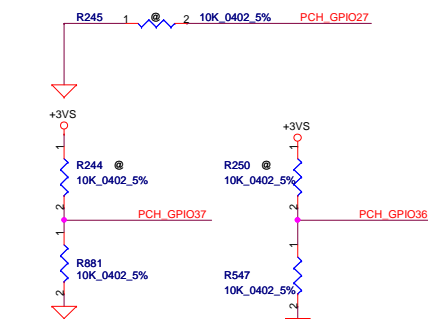 R245 1 @ 2 10K_0402_5% PCH_GPIO27
+3VS +3VS
1 1
R244 @ R250 @
10K_0402_5% 10K_0402_5%
2 2
PCH_GPIO37 PCH_GPIO36
1 1
R881 R547
10K_0402_5% 10K_0402_5%
2 2